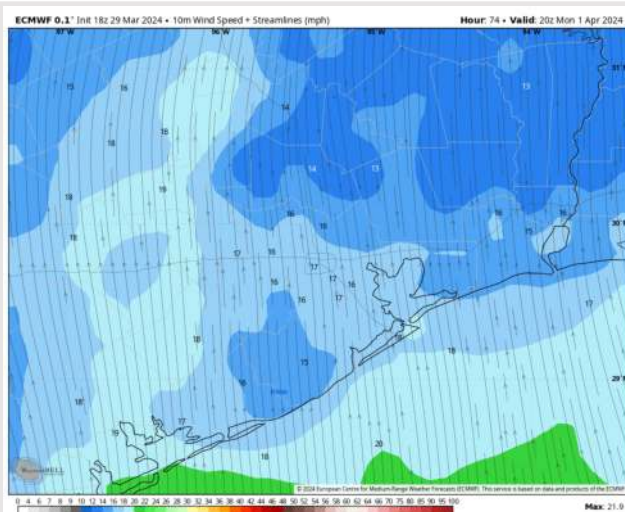 ECMWF 0.1° Init 18z 29 Mar 2024 • 10m Wind Speed + Streamlines (mph)
Hour: 74 • Valid: 20z Mon 1 Apr 2024
97°W 96°W 95°W 94°W
31°N
15 16 13
14
18 16
14 13
19
18 16
16 18 16 15 16
30°N
18
17 16
17 17 16
16
16 17
17
18 15 18
29°N
16
18°
17
19
20
18
© 2024 European Centre for Medium-Range Weather Forecasts (ECMWF). This service is based on data and products of the ECMWF
0 4 6 7 8 9 10 12 14 16 18 20 22 24 26 28 30 32 34 36 38 40 42 44 46 48 50 52 54 56 58 60 65 70 75 80 85 90 95 100
Max: 21.9